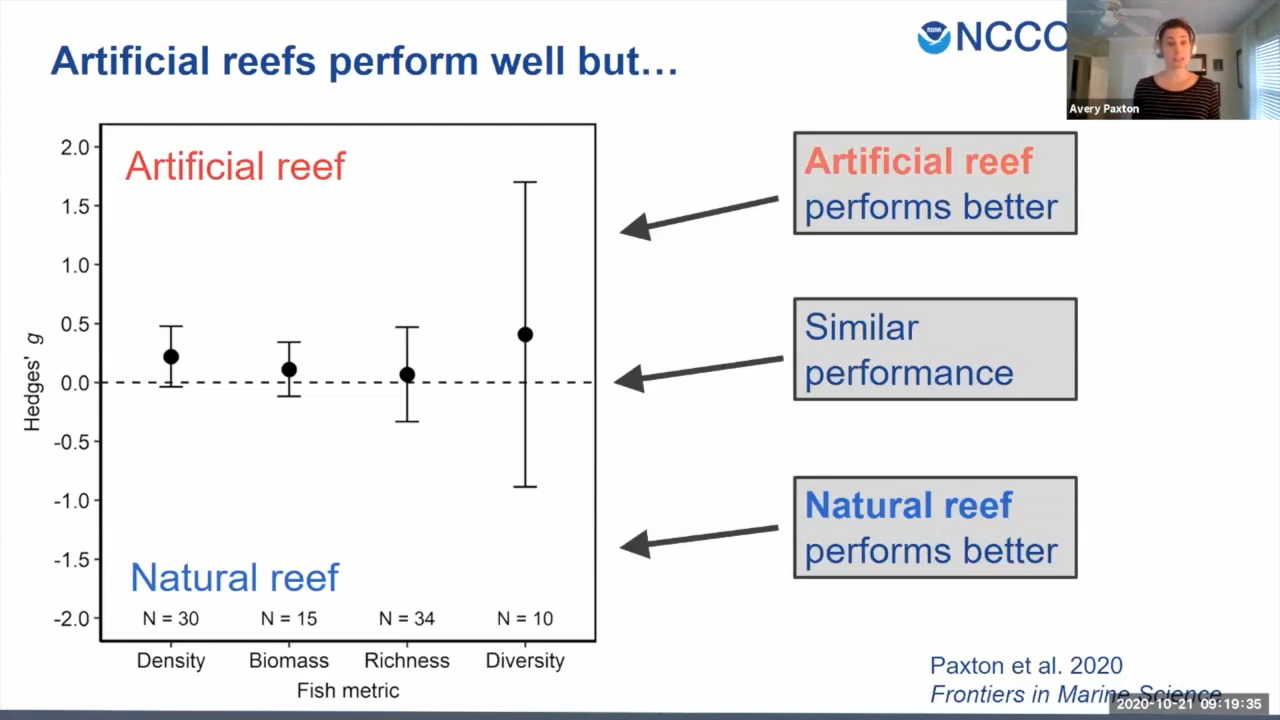 Artificial reefs perform well but…
NOAA
NCCO
Avery Paxton
2.0
1.5
1.0
0.5
0.0
-0.5
-1.0
-1.5
-2.0
Hedges' g
Artificial reef
Natural reef
N = 30 N = 15 N = 34 N = 10
Density Biomass Richness Diversity
Fish metric
Artificial reef
performs better
Similar
performance
Natural reef
performs better
Paxton et al. 2020
Frontiers in Marine Science
2020-10-21 09:19:35